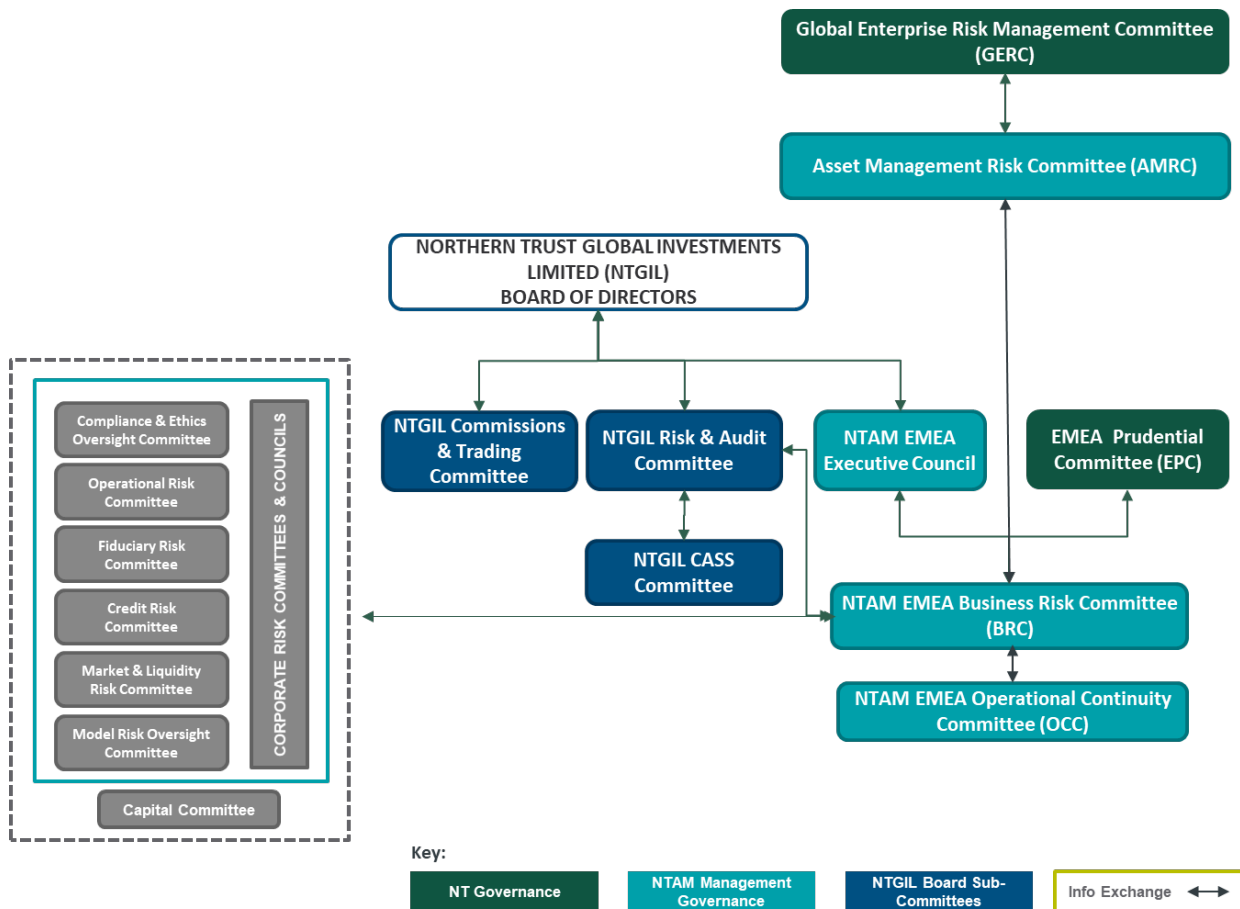 Global Enterprise Risk Management Committee
(GERC)
Asset Management Risk Committee (AMRC)
NORTHERN TRUST GLOBAL INVESTMENTS
LIMITED (NTGIL)
BOARD OF DIRECTORS
NTGIL Commissions
& Trading
Committee
NTGIL Risk & Audit
Committee
NTAM EMEA
Executive Council
EMEA Prudential
Committee (EPC)
NTGIL CASS
Committee
NTAM EMEA Business Risk Committee
(BRC)
NTAM EMEA Operational Continuity
Committee (OCC)
Compliance & Ethics
Oversight Committee
Operational Risk
Committee
Fiduciary Risk
Committee
Credit Risk
Committee
Market & Liquidity
Risk Committee
Model Risk Oversight
Committee
CORPORATE RISK COMMITTEES & COUNCILS
Capital Committee
Key:
NT Governance
NTAM Management
Governance
NTGIL Board Sub-
Committees
Info Exchange